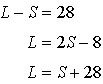 L − S = 28
L = 2S − 8
L = S + 28